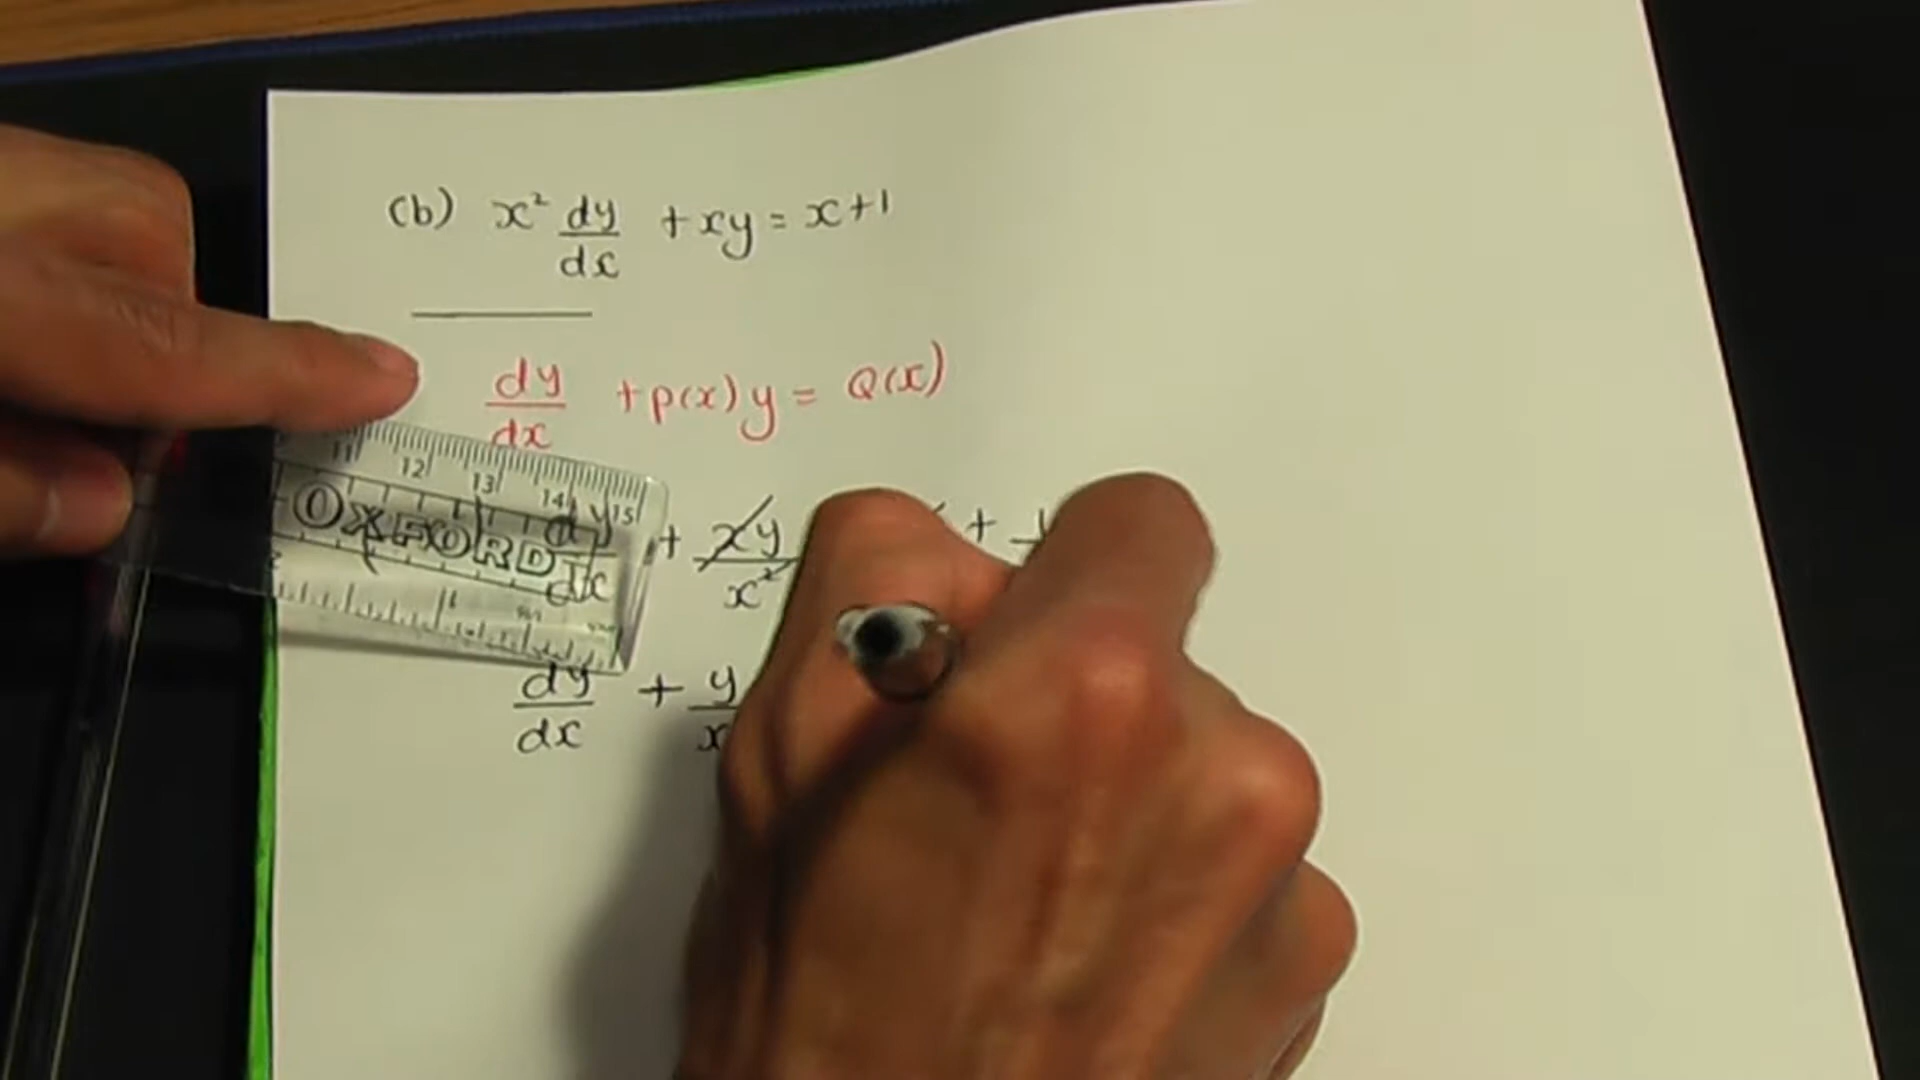 (b) x² dy/dx + xy = x+1
dy/dx + p(x)y = Q(x)
11 12 13 14 15
OXFORD
dy/dx + xy/x² +
dy/dx + y/x